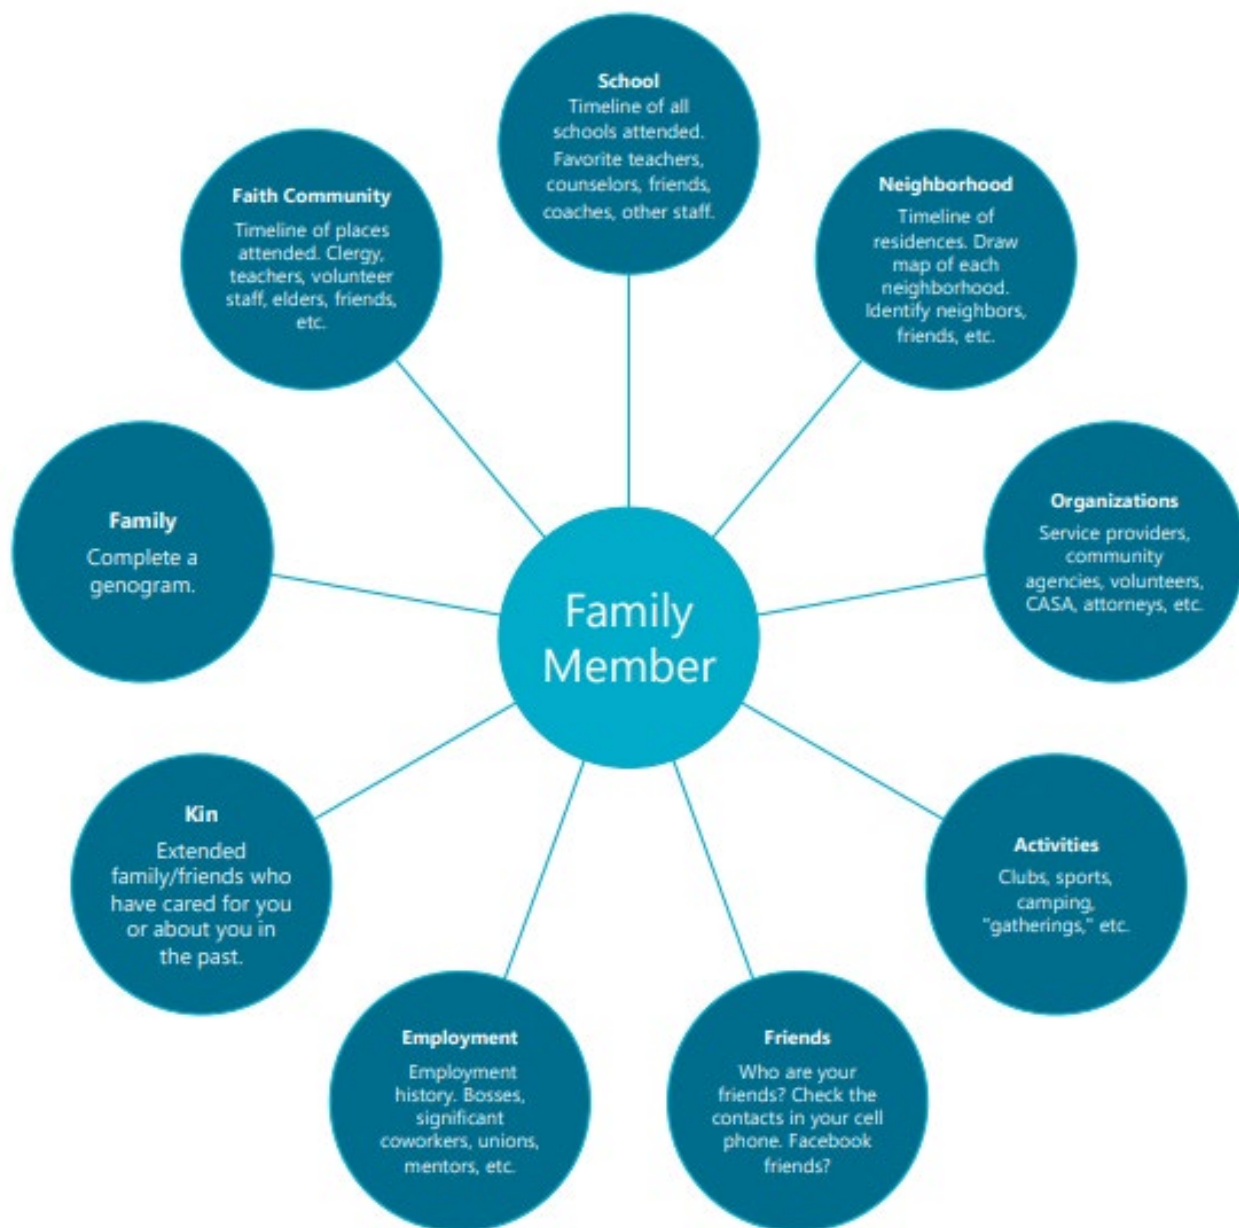 School
Timeline of all
schools attended.
Favorite teachers,
counselors, friends,
coaches, other staff.
Neighborhood
Timeline of
residences. Draw
map of each
neighborhood.
Identify neighbors,
friends, etc.
Organizations
Service providers,
community
agencies, volunteers,
CASA, attorneys, etc.
Activities
Clubs, sports,
camping,
"gatherings," etc.
Friends
Who are your
friends? Check the
contacts in your cell
phone. Facebook
friends?
Employment
Employment
history. Bosses,
significant
coworkers, unions,
mentors, etc.
Kin
Extended
family/friends who
have cared for you
or about you in
the past.
Family
Complete a
genogram.
Faith Community
Timeline of places
attended. Clergy,
teachers, volunteer
staff, elders, friends,
etc.
Family
Member